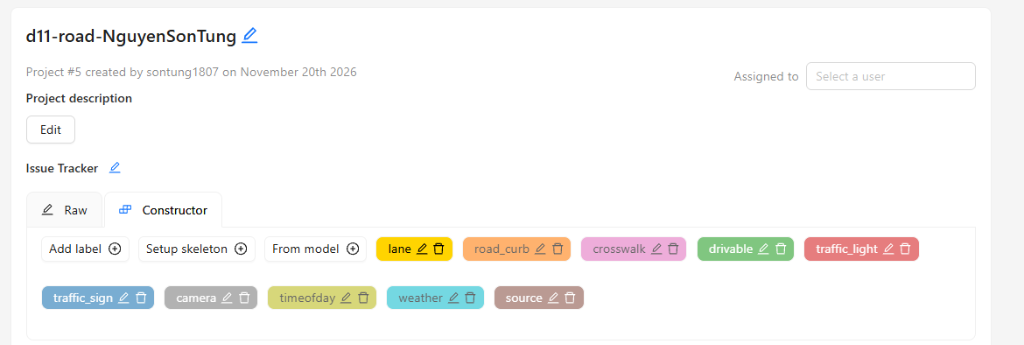 d11-road-NguyenSonTung
Project #5 created by sontung1807 on November 20th 2026
Assigned to Select a user
Project description
Edit
Issue Tracker
Raw Constructor
Add label Setup skeleton From model lane road_curb crosswalk drivable traffic_light
traffic_sign camera timeofday weather source